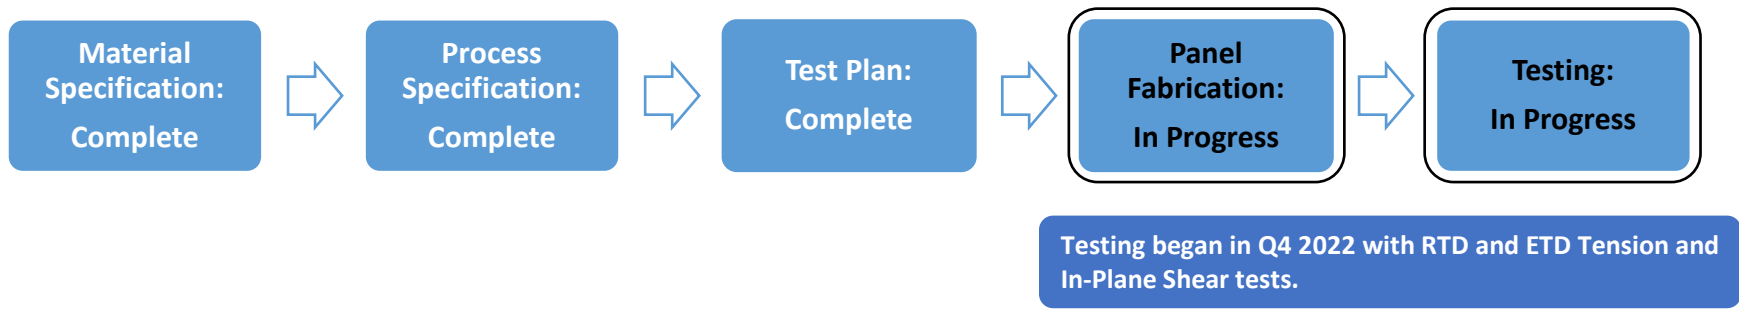 Material
Specification:
Complete
Process
Specification:
Complete
Test Plan:
Complete
Panel
Fabrication:
In Progress
Testing:
In Progress
Testing began in Q4 2022 with RTD and ETD Tension and
In-Plane Shear tests.